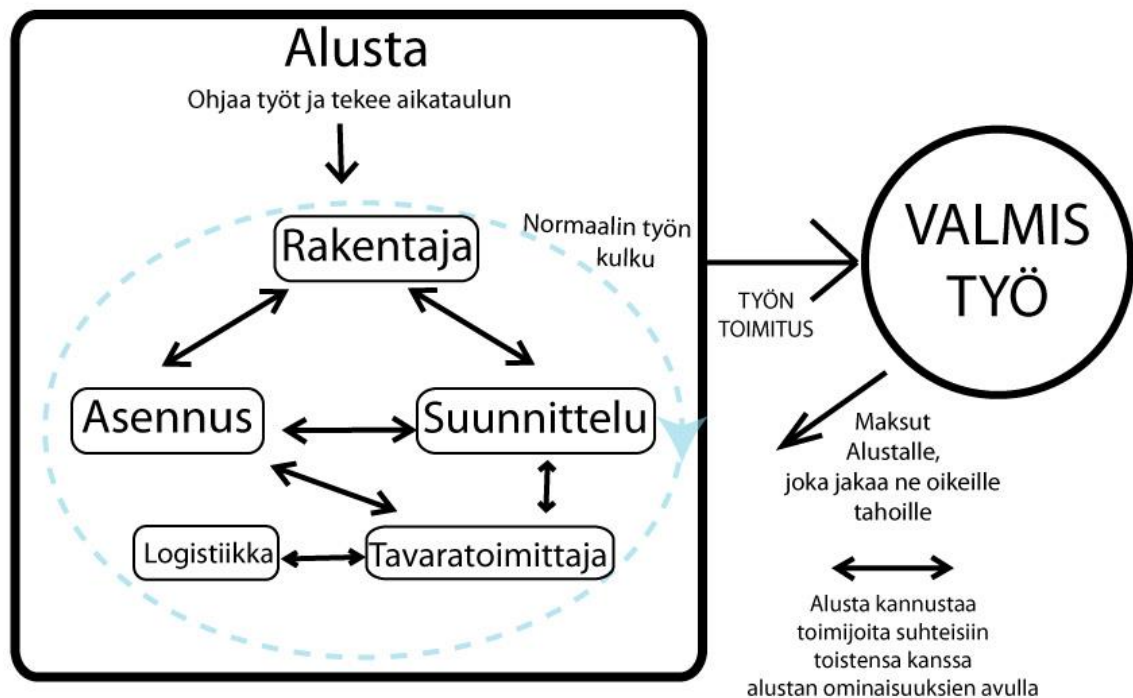 Alusta
Ohjaa työt ja tekee aikataulun
Rakentaja
Normaalin työn
kulku
Asennus
Suunnittelu
Logistiikka
Tavaratoimittaja
TYÖN
TOIMITUS
VALMIS
TYÖ
Maksut
Alustalle,
joka jakaa ne oikeille
tahoille
Alusta kannustaa
toimijoita suhteisiin
toistensa kanssa
alustan ominaisuuksien avulla